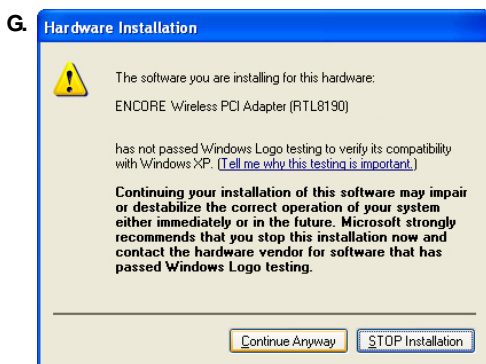 G.
Hardware Installation
The software you are installing for this hardware:
ENCORE Wireless PCI Adapter (RTL8190)
has not passed Windows Logo testing to verify its compatibility
with Windows XP. (Tell me why this testing is important.)
Continuing your installation of this software may impair
or destabilize the correct operation of your system
either immediately or in the future. Microsoft strongly
recommends that you stop this installation now and
contact the hardware vendor for software that has
passed Windows Logo testing.
Continue Anyway STOP Installation